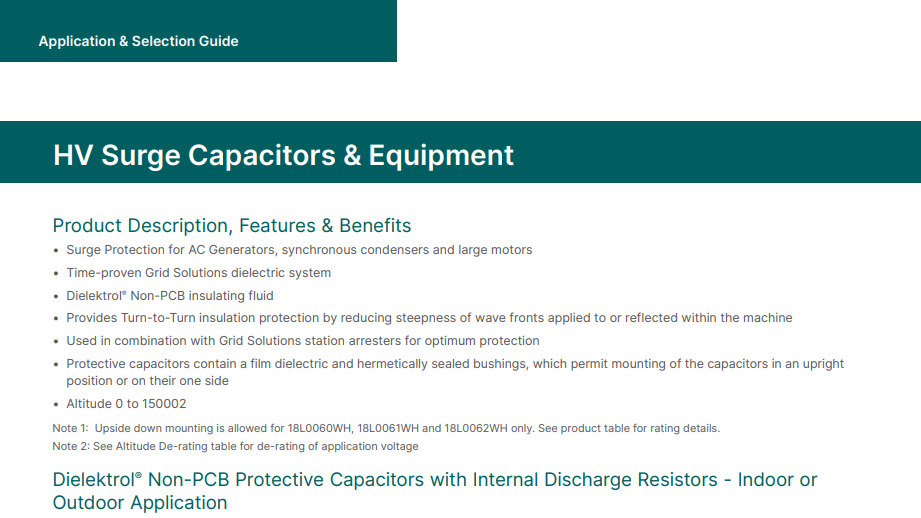 Application & Selection Guide
HV Surge Capacitors & Equipment
Product Description, Features & Benefits
• Surge Protection for AC Generators, synchronous condensers and large motors
• Time-proven Grid Solutions dielectric system
• Dielektrol® Non-PCB insulating fluid
• Provides Turn-to-Turn insulation protection by reducing steepness of wave fronts applied to or reflected within the machine
• Used in combination with Grid Solutions station arresters for optimum protection
• Protective capacitors contain a film dielectric and hermetically sealed bushings, which permit mounting of the capacitors in an upright
position or on their one side
• Altitude 0 to 150002
Note 1: Upside down mounting is allowed for 18L0060WH, 18L0061WH and 18L0062WH only. See product table for rating details.
Note 2: See Altitude De-rating table for de-rating of application voltage
Dielektrol® Non-PCB Protective Capacitors with Internal Discharge Resistors - Indoor or
Outdoor Application